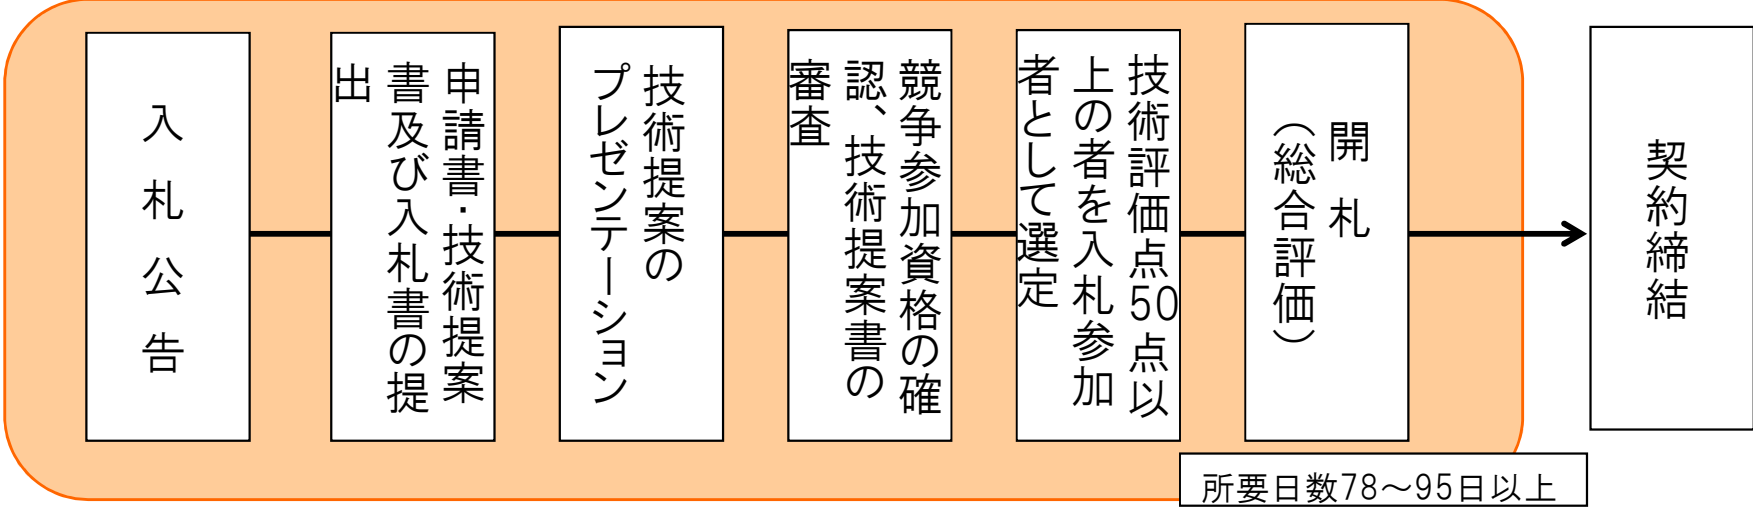 入札公告
申請書・技術提案
書及び入札書の提
出
技術提案の
プレゼンテーション
競争参加資格の確
認、技術提案書の
審査
技術評価点50点以
上の者を入札参加
者として選定
開札
（総合評価）
契約締結
所要日数78～95日以上